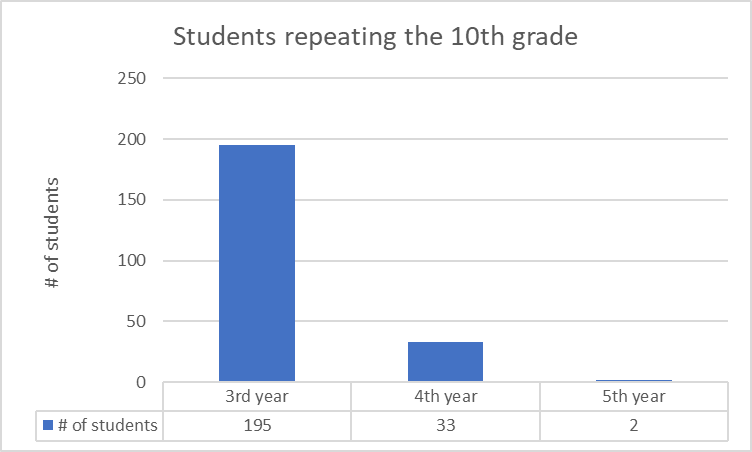 Students repeating the 10th grade
# of students
250
200
150
100
50
0
3rd year 4th year 5th year
# of students 195 33 2